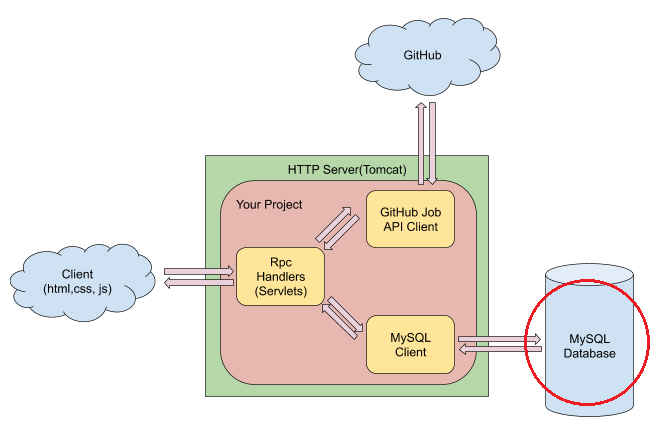 GitHub
HTTP Server(Tomcat)
Your Project
GitHub Job
API Client
Client
(html,css, js)
Rpc
Handlers
(Servlets)
MySQL
Client
MySQL
Database